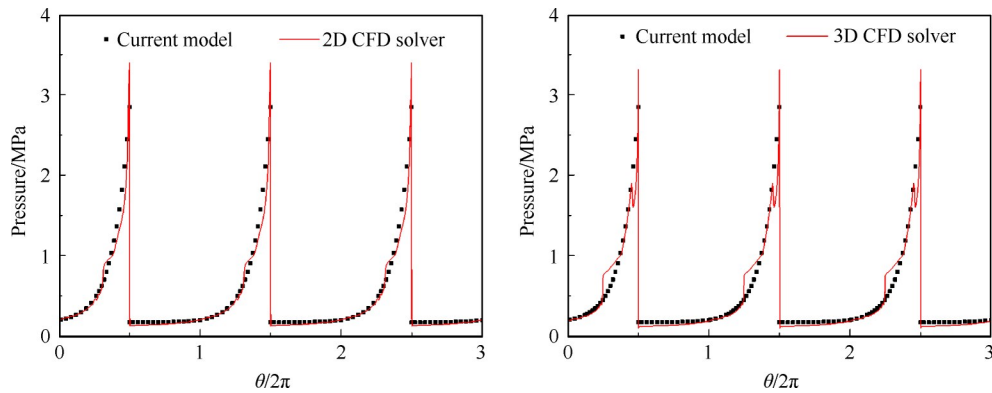 4
Current model
2D CFD solver
3
Pressure/MPa
2
1
0
0
1
2
3
θ/2π
4
Current model
3D CFD solver
3
Pressure/MPa
2
1
0
0
1
2
3
θ/2π